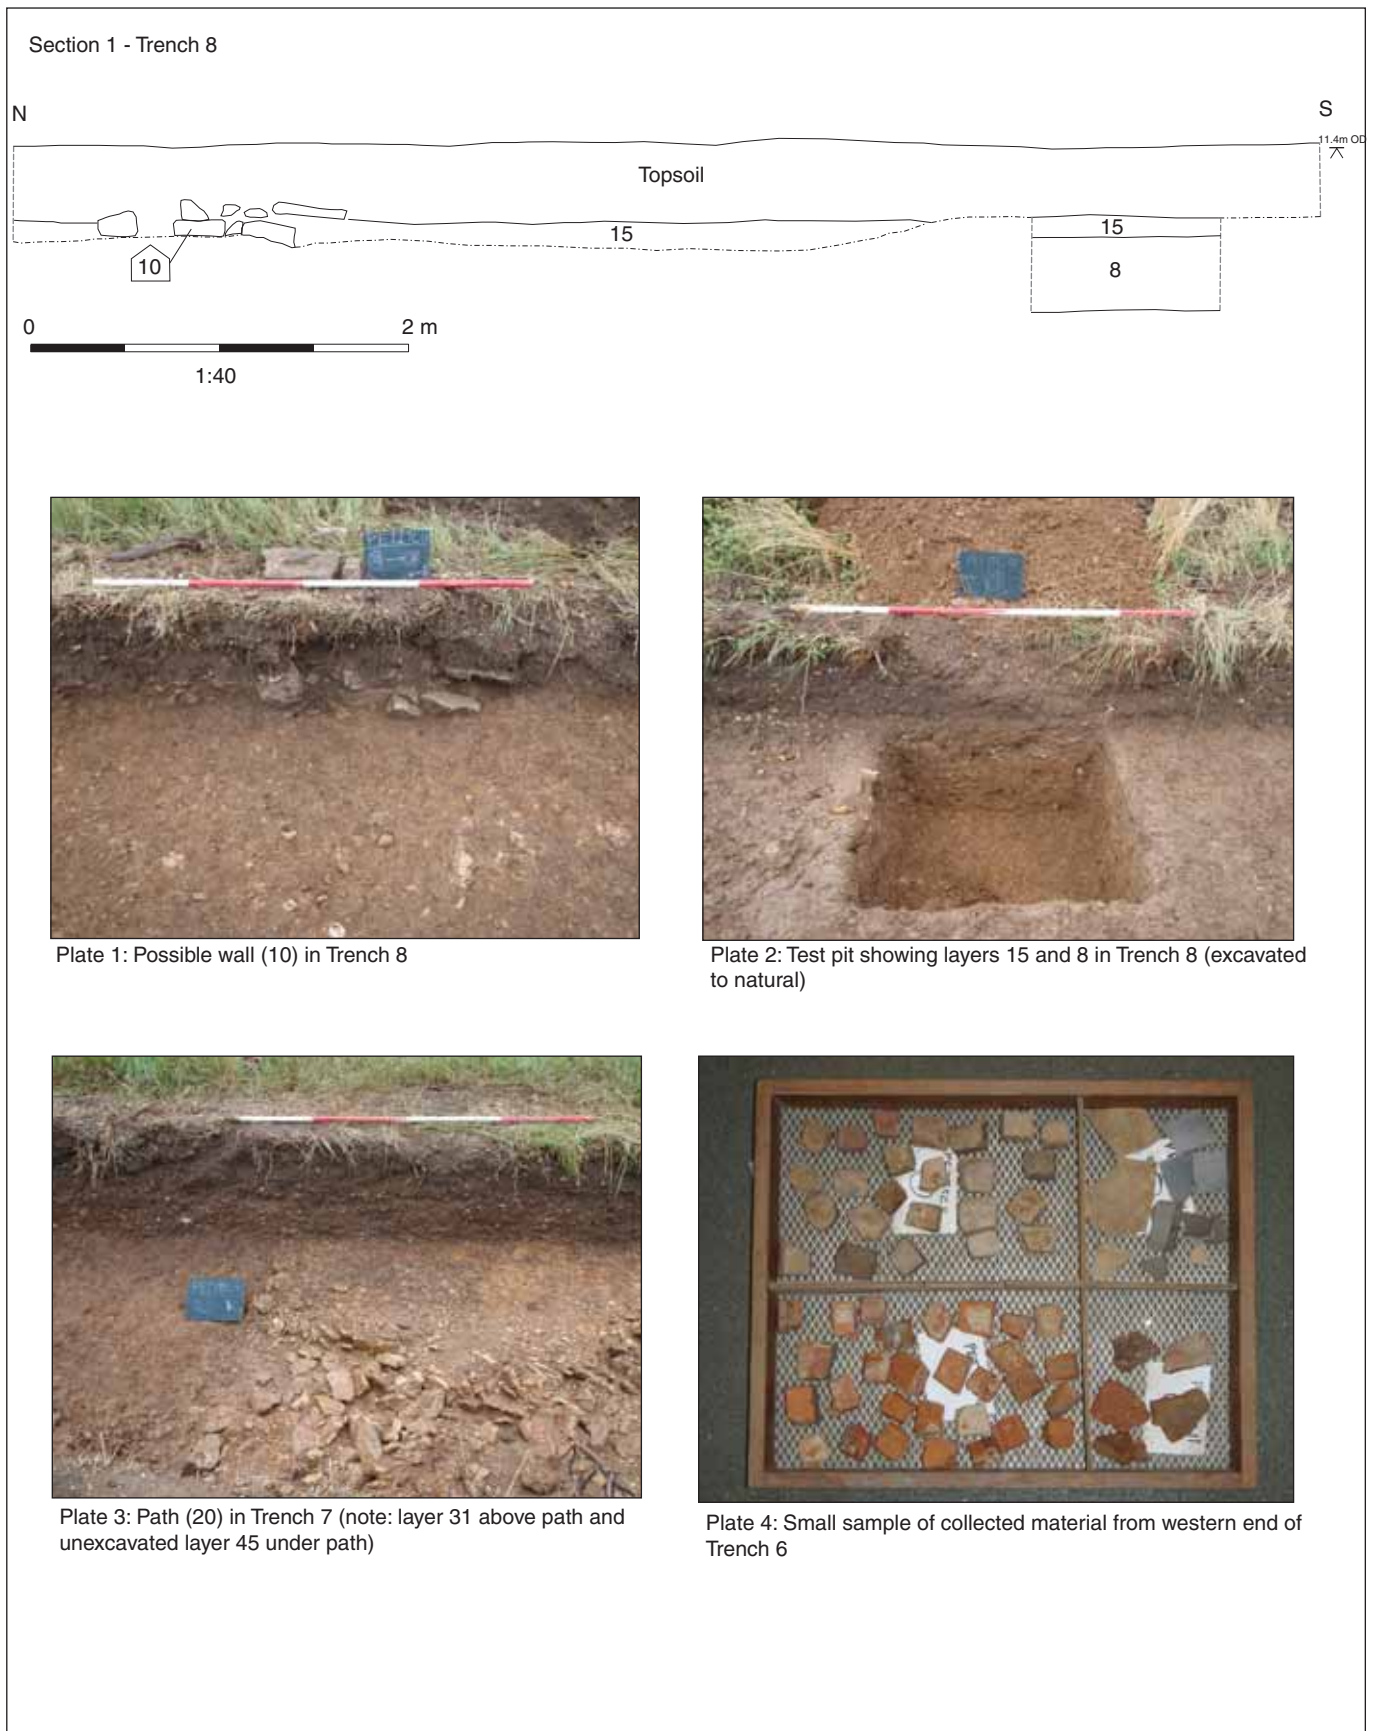 Section 1 - Trench 8
N
S
11.4m OD
Topsoil
15
15
10
8
0
2 m
1:40
Plate 1: Possible wall (10) in Trench 8
Plate 2: Test pit showing layers 15 and 8 in Trench 8 (excavated
to natural)
Plate 3: Path (20) in Trench 7 (note: layer 31 above path and
unexcavated layer 45 under path)
Plate 4: Small sample of collected material from western end of
Trench 6